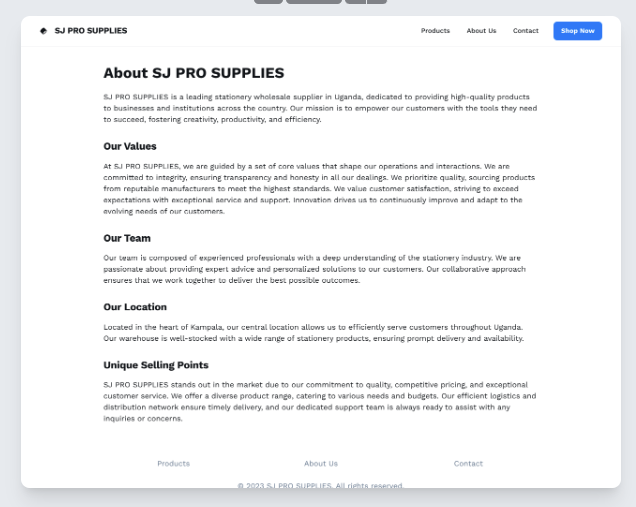 SJ PRO SUPPLIES
Products About Us Contact Shop Now
About SJ PRO SUPPLIES
SJ PRO SUPPLIES is a leading stationery wholesale supplier in Uganda, dedicated to providing high-quality products
to businesses and institutions across the country. Our mission is to empower our customers with the tools they need
to succeed, fostering creativity, productivity, and efficiency.
Our Values
At SJ PRO SUPPLIES, we are guided by a set of core values that shape our operations and interactions. We are
committed to integrity, ensuring transparency and honesty in all our dealings. We prioritize quality, sourcing products
from reputable manufacturers to meet the highest standards. We value customer satisfaction, striving to exceed
expectations with exceptional service and support. Innovation drives us to continuously improve and adapt to the
evolving needs of our customers.
Our Team
Our team is composed of experienced professionals with a deep understanding of the stationery industry. We are
passionate about providing expert advice and personalized solutions to our customers. Our collaborative approach
ensures that we work together to deliver the best possible outcomes.
Our Location
Located in the heart of Kampala, our central location allows us to efficiently serve customers throughout Uganda.
Our warehouse is well-stocked with a wide range of stationery products, ensuring prompt delivery and availability.
Unique Selling Points
SJ PRO SUPPLIES stands out in the market due to our commitment to quality, competitive pricing, and exceptional
customer service. We offer a diverse product range, catering to various needs and budgets. Our efficient logistics and
distribution network ensure timely delivery, and our dedicated support team is always ready to assist with any
inquiries or concerns.
Products About Us Contact
© 2023 SJ PRO SUPPLIES. All rights reserved.